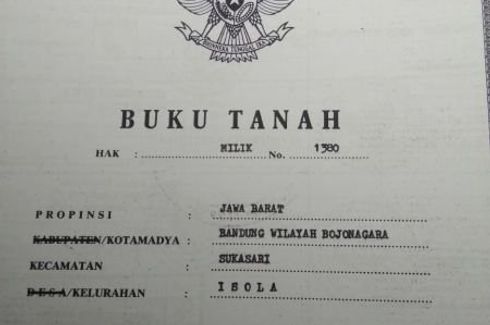 BHINNEKA TUNGGAL IKA
BUKU TANAH
HAK : MILIK No. 1380
PROPINSI : JAWA BARAT
KABUPATEN/KOTAMADYA : BANDUNG WILAYAH BOJONAGARA
KECAMATAN : SUKASARI
DESA/KELURAHAN : ISOLA